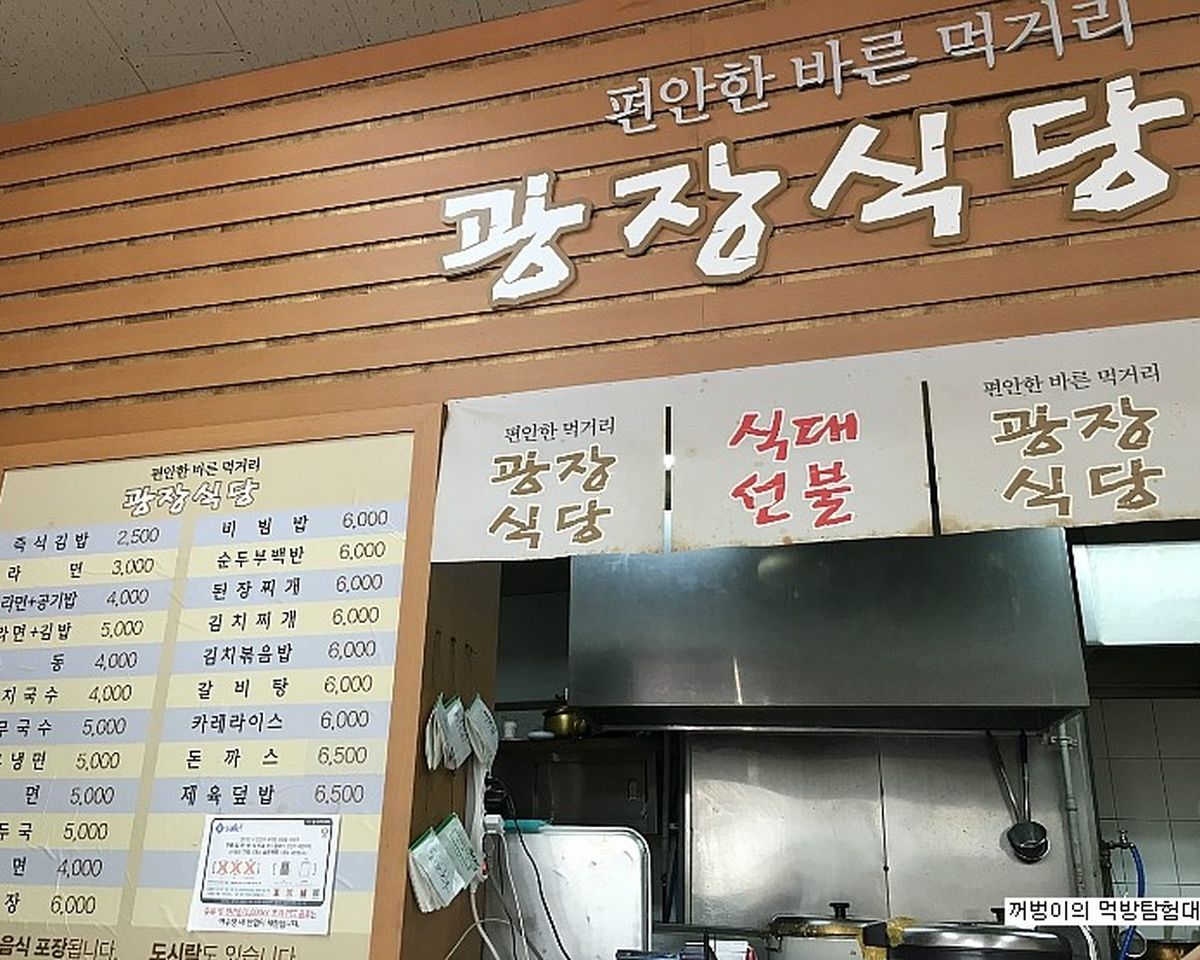 편안한 바른 먹거리
광장식당
편안한 먹거리
광장
식당
식대
선불
편안한 바른 먹거리
광장
식당
편안한 바른 먹거리
광장식당
즉석김밥 2,500
라면 3,000
라면+공기밥 4,000
라면+김밥 5,000
동 4,000
치국수 4,000
국수 5,000
냉면 5,000
면 5,000
두국 5,000
면 4,000
장 6,000
비빔밥 6,000
순두부백반 6,000
된장찌개 6,000
김치찌개 6,000
김치볶음밥 6,000
갈비탕 6,000
카레라이스 6,000
돈까스 6,500
제육덮밥 6,500
음식 포장됩니다.
도시락도 있습니다.
꺼벙이의 먹방탐험대